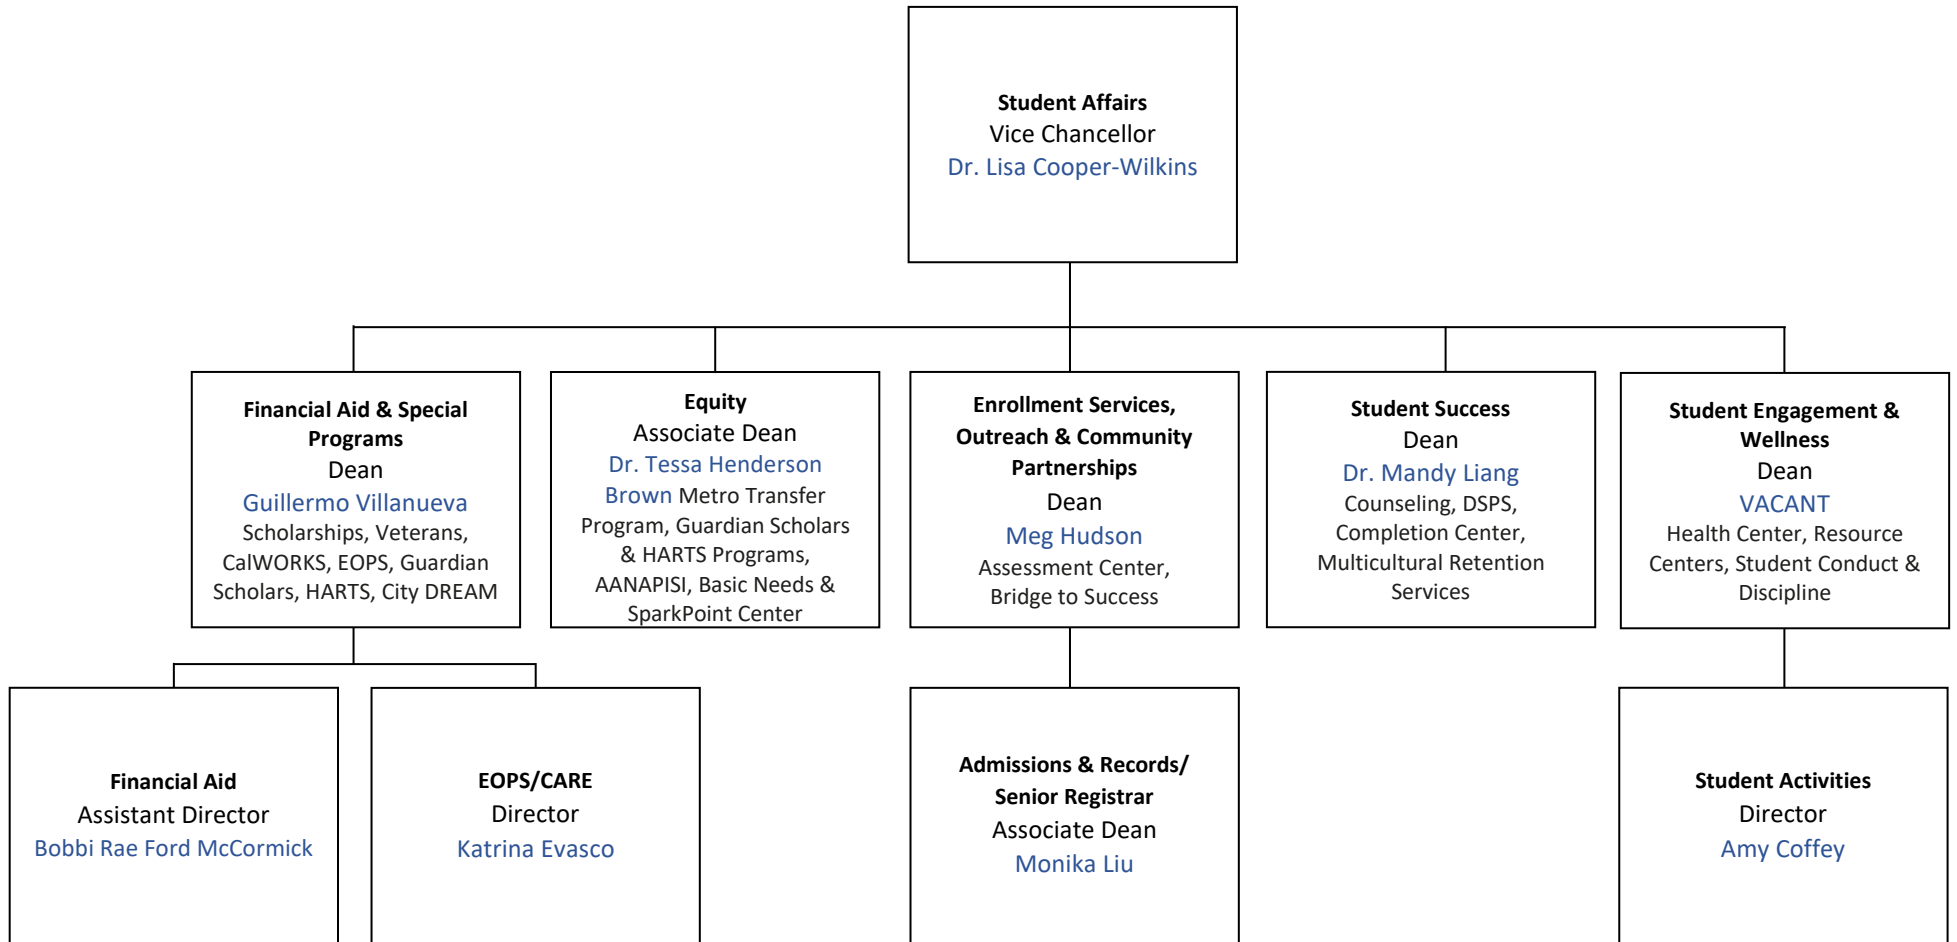 Student Affairs
Vice Chancellor
Dr. Lisa Cooper-Wilkins
Financial Aid & Special
Programs
Dean
Guillermo Villanueva
Scholarships, Veterans,
CalWORKS, EOPS, Guardian
Scholars, HARTS, City DREAM
Equity
Associate Dean
Dr. Tessa Henderson
Brown Metro Transfer
Program, Guardian Scholars
& HARTS Programs,
AANAPISI, Basic Needs &
SparkPoint Center
Enrollment Services,
Outreach & Community
Partnerships
Dean
Meg Hudson
Assessment Center,
Bridge to Success
Student Success
Dean
Dr. Mandy Liang
Counseling, DSPS,
Completion Center,
Multicultural Retention
Services
Student Engagement &
Wellness
Dean
VACANT
Health Center, Resource
Centers, Student Conduct &
Discipline
Financial Aid
Assistant Director
Bobbi Rae Ford McCormick
EOPS/CARE
Director
Katrina Evasco
Admissions & Records/
Senior Registrar
Associate Dean
Monika Liu
Student Activities
Director
Amy Coffey